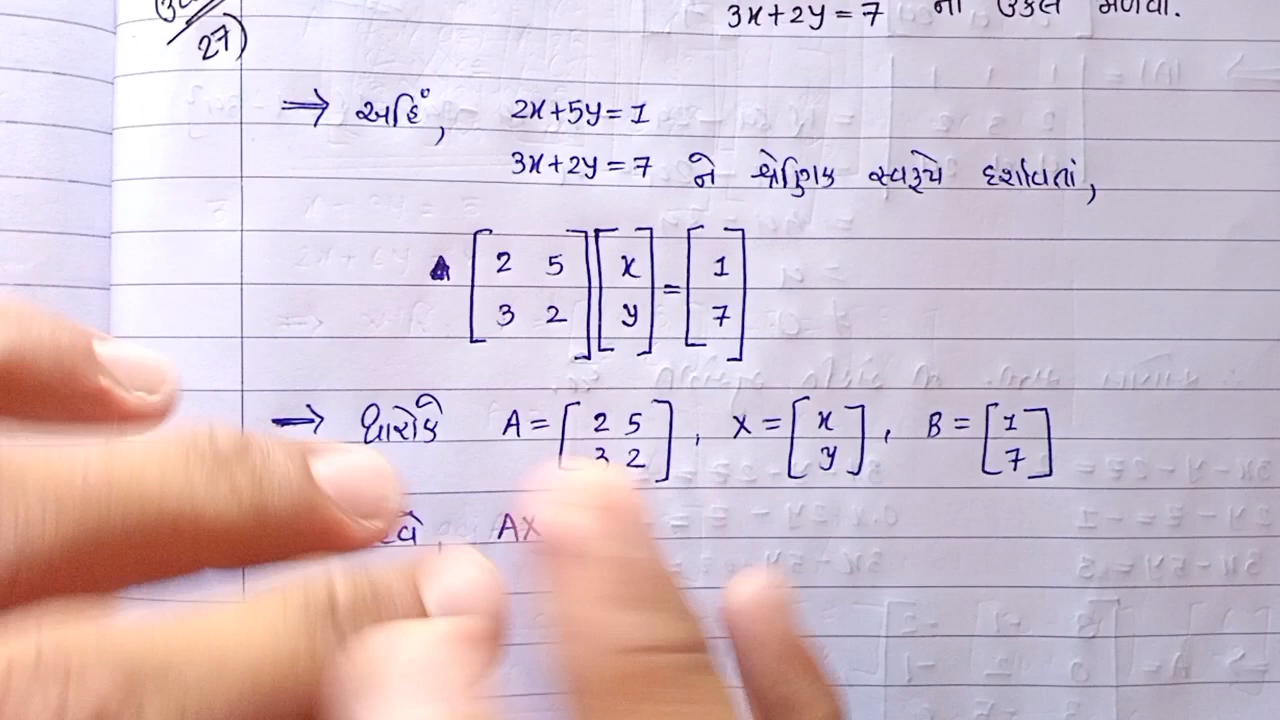 27)
3x+2y=7 નો ઉકેલ મેળવો.
⇒ અહિં, 2x+5y=1
3x+2y=7 ને શ્રેણિક સ્વરૂપે દર્શાવતાં,
[2 5
3 2] [x
y] = [1
7]
⇒ ધારોકે A = [2 5
3 2], X = [x
y], B = [1
7]
AX